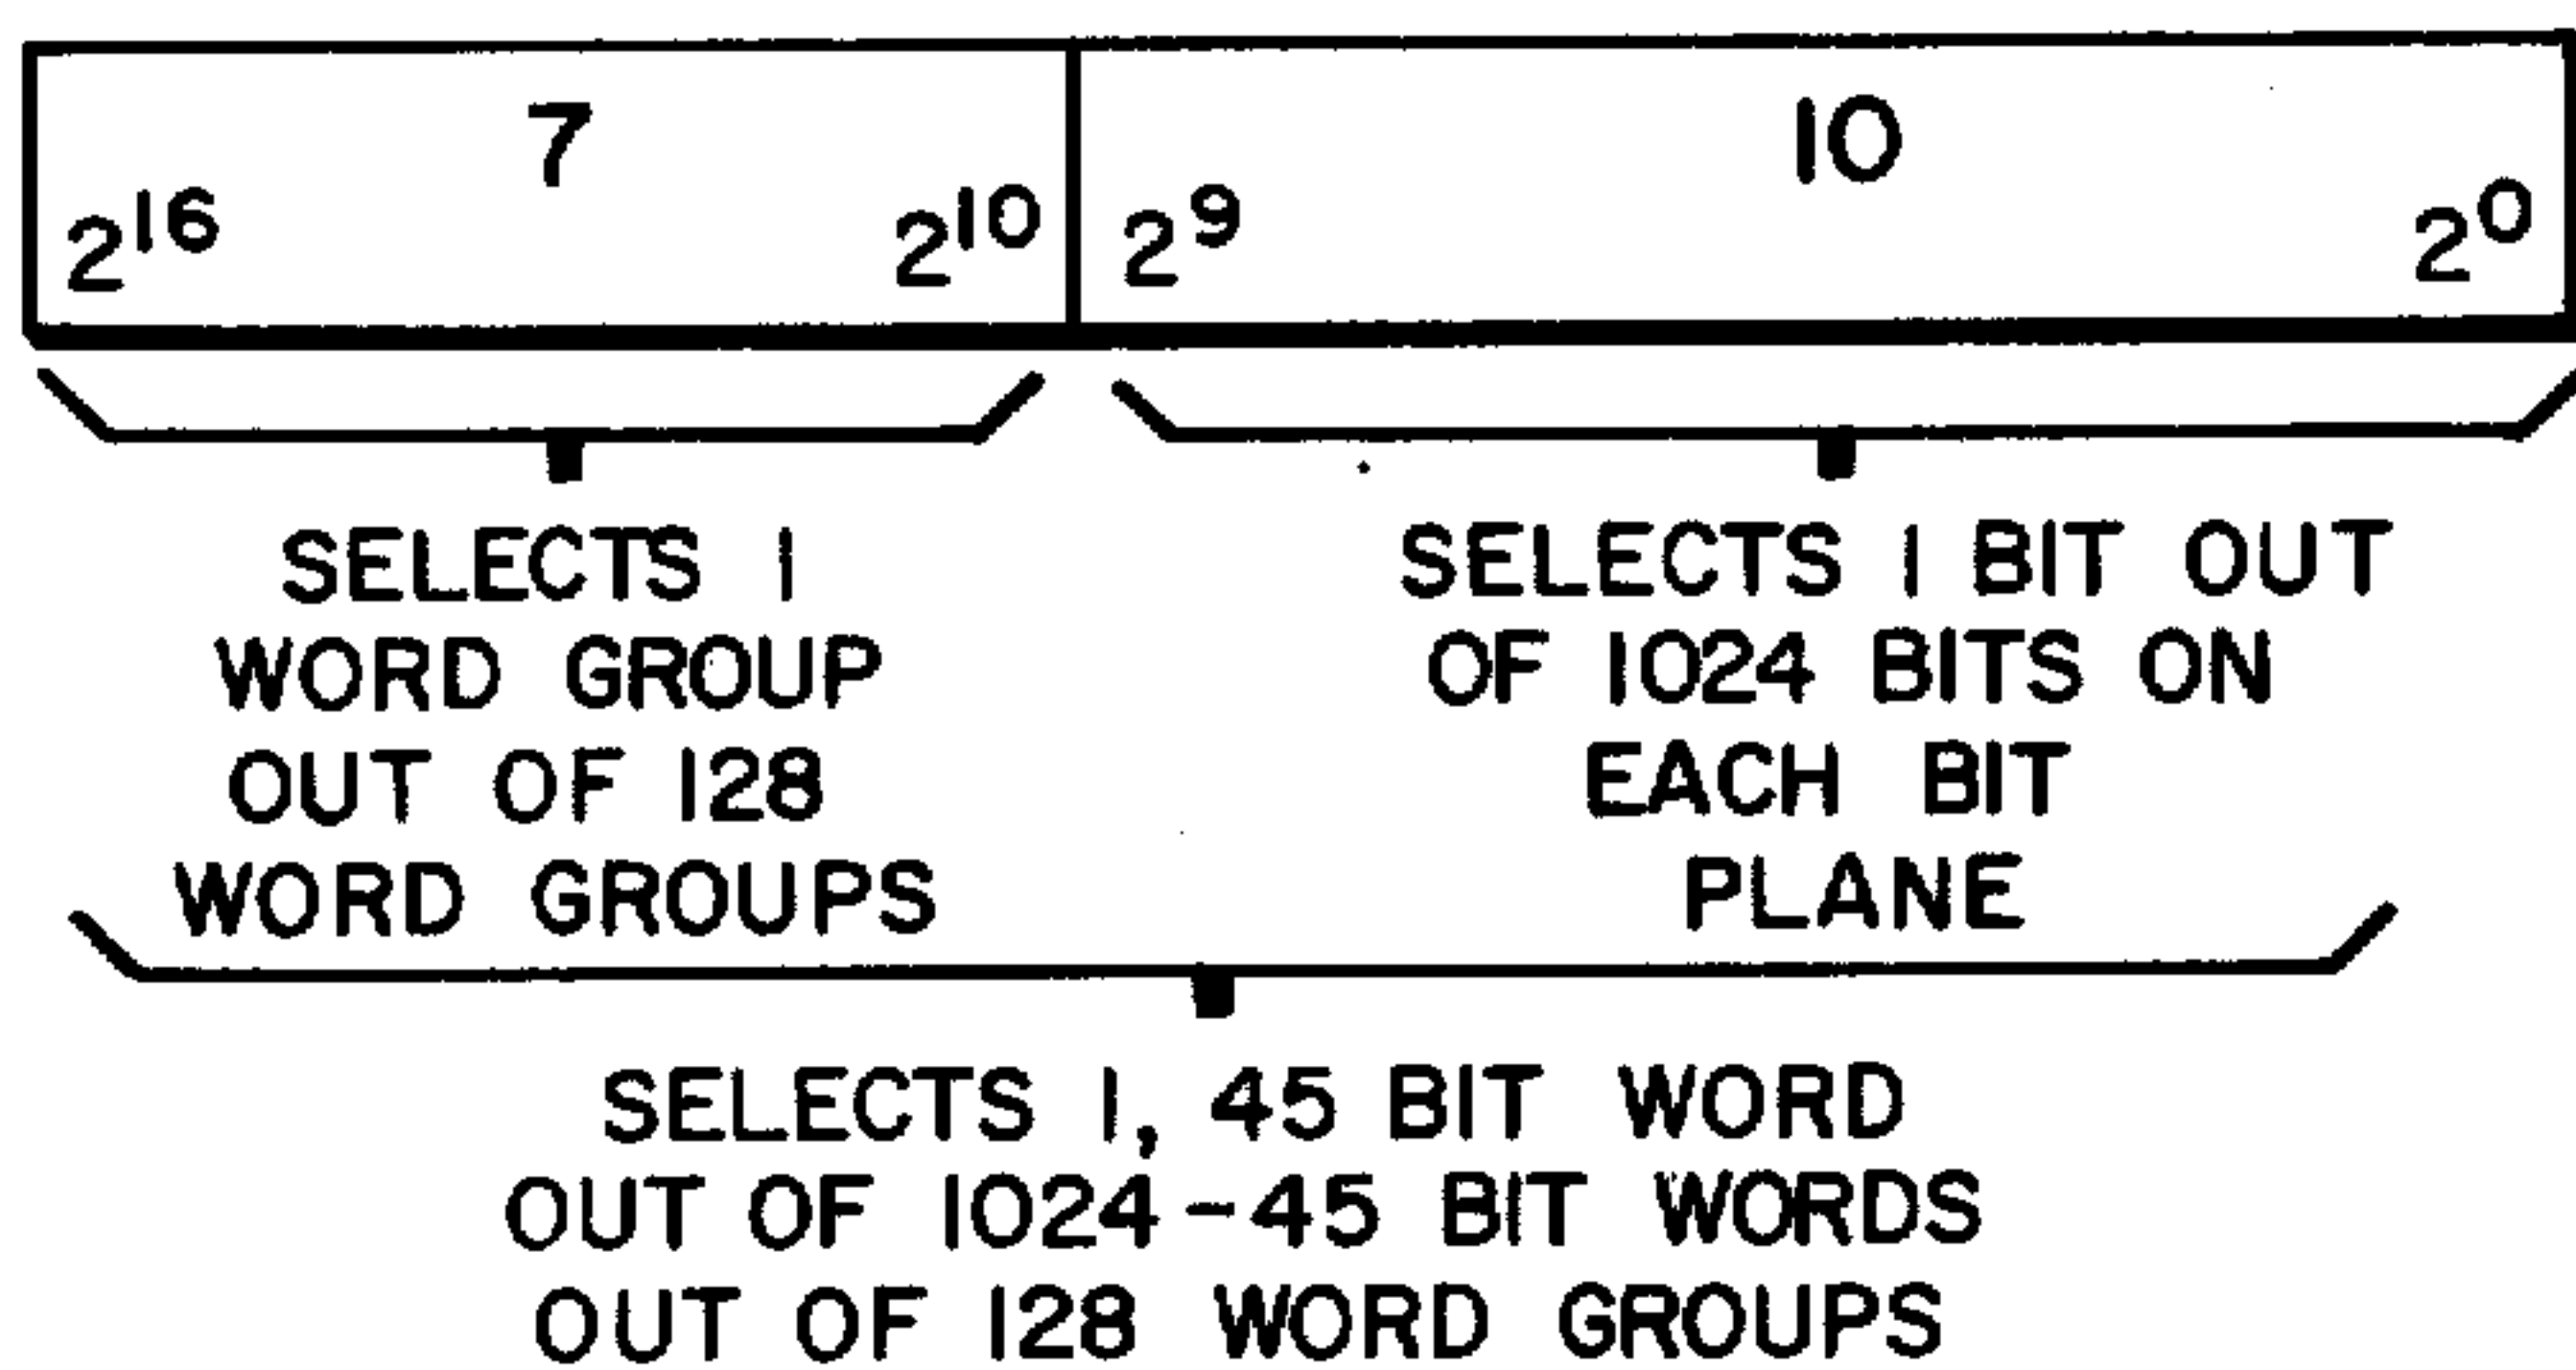 7 10
2^16 2^10 2^9 2^0
SELECTS 1
WORD GROUP
OUT OF 128
WORD GROUPS
SELECTS 1 BIT OUT
OF 1024 BITS ON
EACH BIT
PLANE
SELECTS 1, 45 BIT WORD
OUT OF 1024-45 BIT WORDS
OUT OF 128 WORD GROUPS